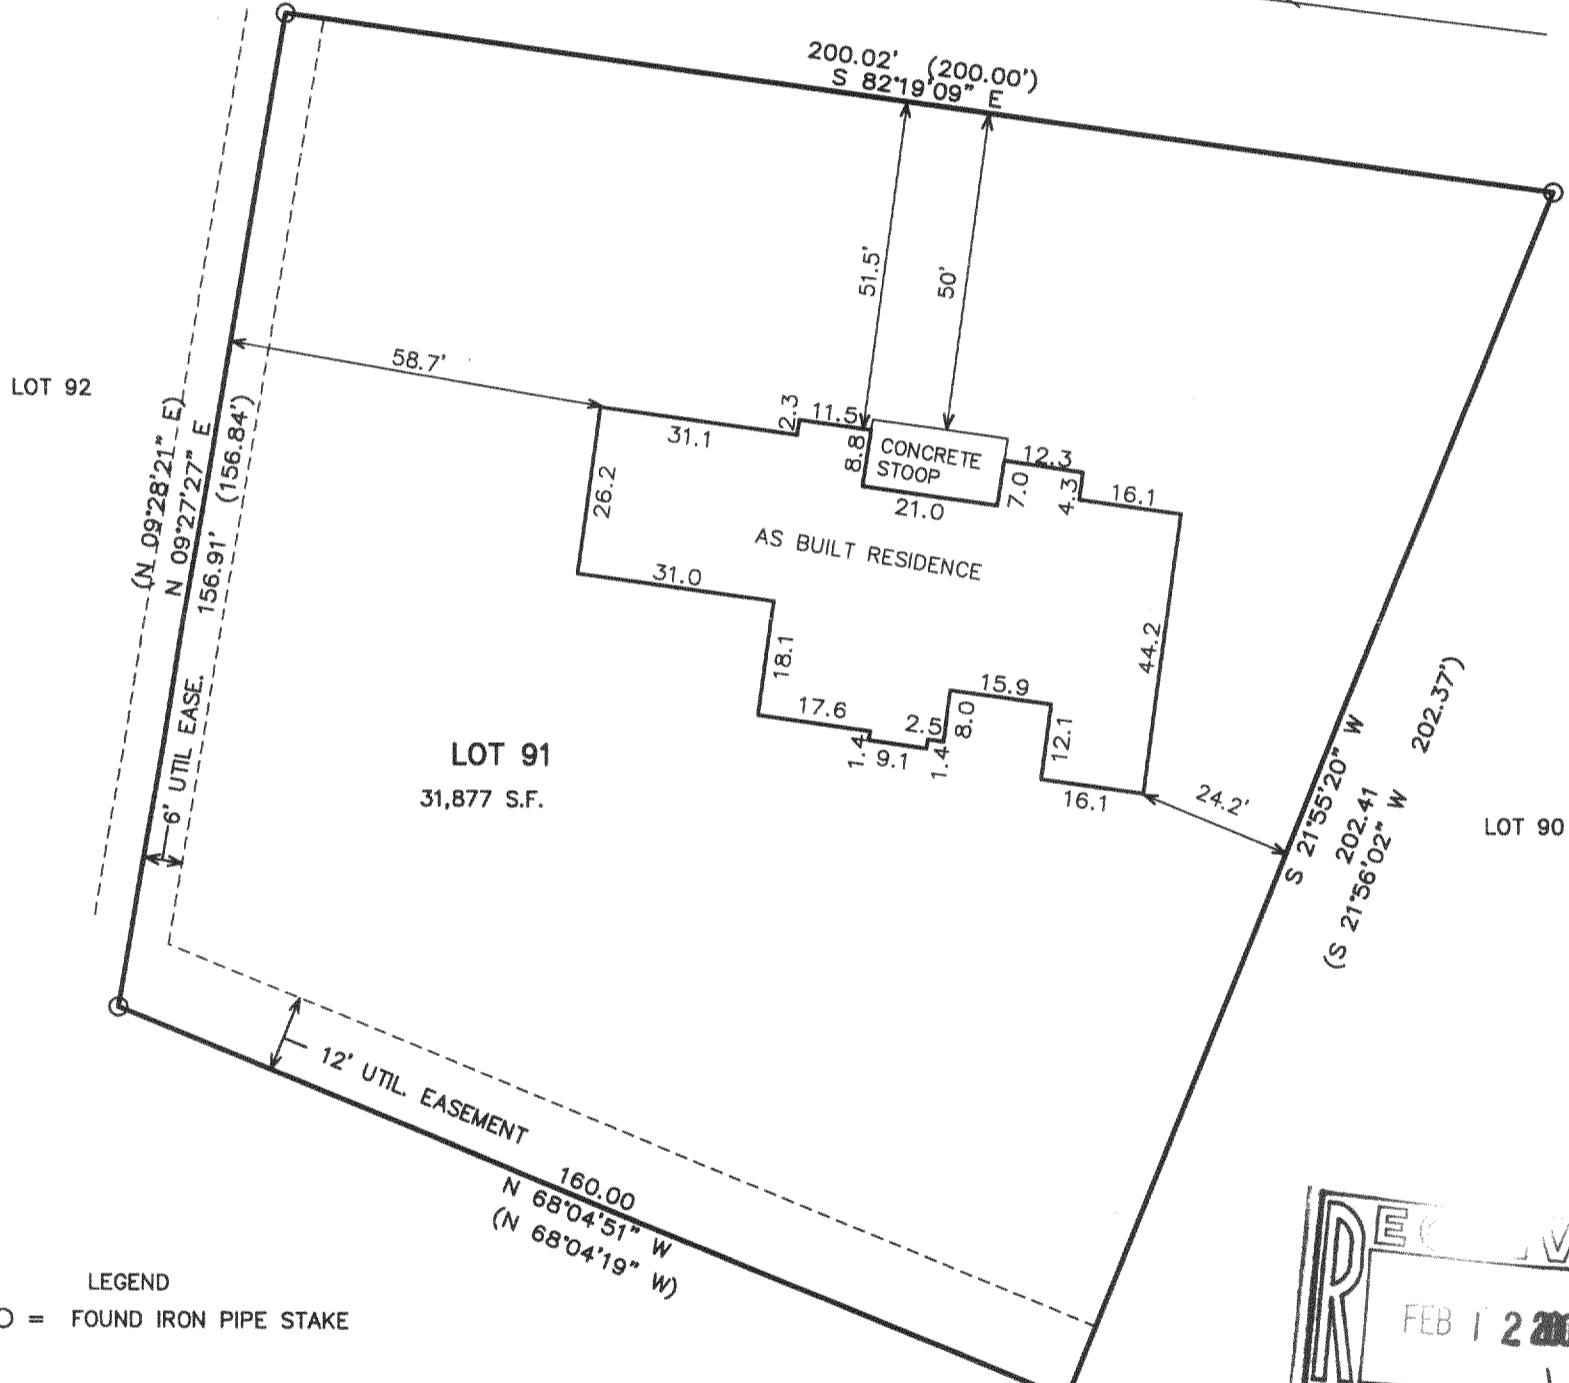 200.02' (200.00')
S 82°19'09" E
51.5'
50'
58.7'
LOT 92
(N 09°28'21" E)
N 09°27'27" E
156.91' (156.84')
6' UTIL EASE.
31.1
2.3
11.5
8.8
CONCRETE
STOOP
21.0
7.0
12.3
4.3
16.1
26.2
AS BUILT RESIDENCE
31.0
18.1
44.2
17.6
1.4
9.1
2.5
1.4
8.0
15.9
12.1
16.1
24.2'
LOT 91
31,877 S.F.
S 21°55'20" W
202.41
(S 21°56'02" W 202.37')
LOT 90
12' UTIL. EASEMENT
160.00
N 68°04'51" W
(N 68°04'19" W)
LEGEND
O = FOUND IRON PIPE STAKE
FEB 12